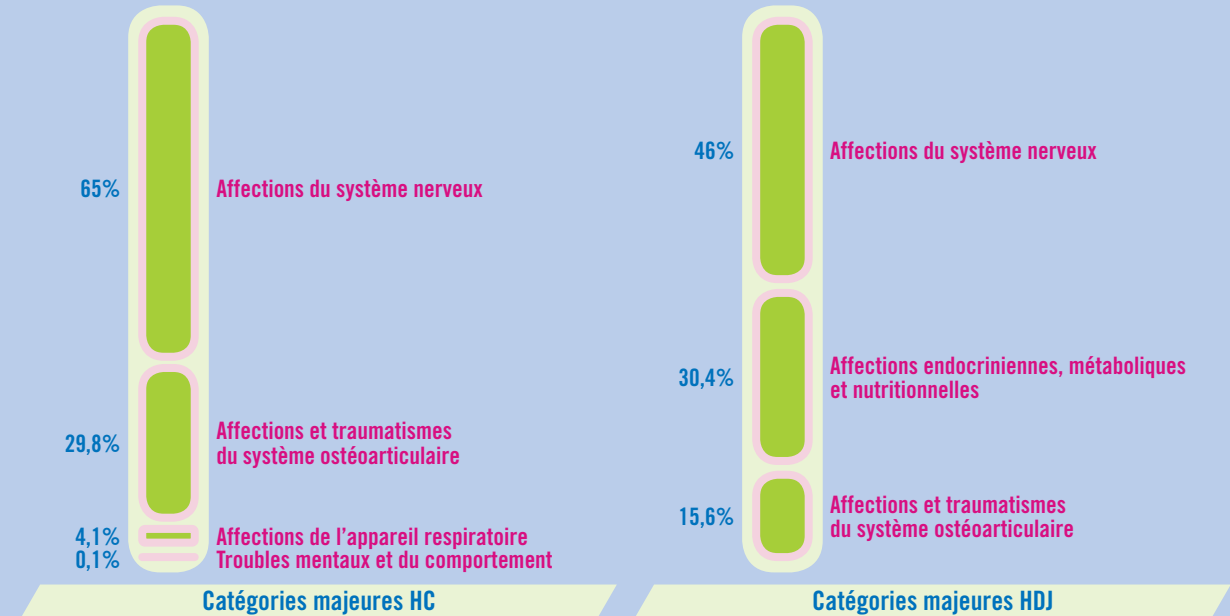 65%
Affections du système nerveux
29,8%
Affections et traumatismes
du système ostéoarticulaire
4,1%
Affections de l'appareil respiratoire
0,1%
Troubles mentaux et du comportement
Catégories majeures HC
46%
Affections du système nerveux
30,4%
Affections endocriniennes, métaboliques
et nutritionnelles
15,6%
Affections et traumatismes
du système ostéoarticulaire
Catégories majeures HDJ